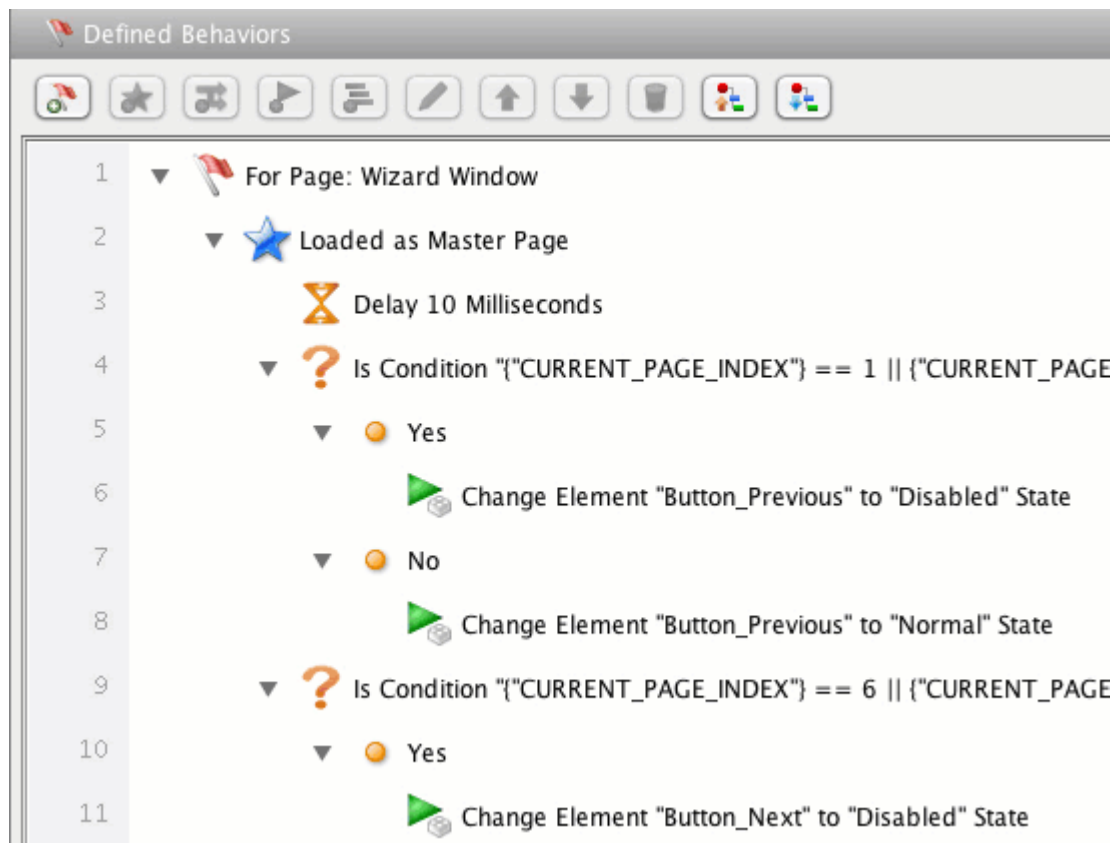 Defined Behaviors
1 For Page: Wizard Window
2 Loaded as Master Page
3 Delay 10 Milliseconds
4 Is Condition "{"CURRENT_PAGE_INDEX"} == 1 || {"CURRENT_PAGE
5 Yes
6 Change Element "Button_Previous" to "Disabled" State
7 No
8 Change Element "Button_Previous" to "Normal" State
9 Is Condition "{"CURRENT_PAGE_INDEX"} == 6 || {"CURRENT_PAGE
10 Yes
11 Change Element "Button_Next" to "Disabled" State